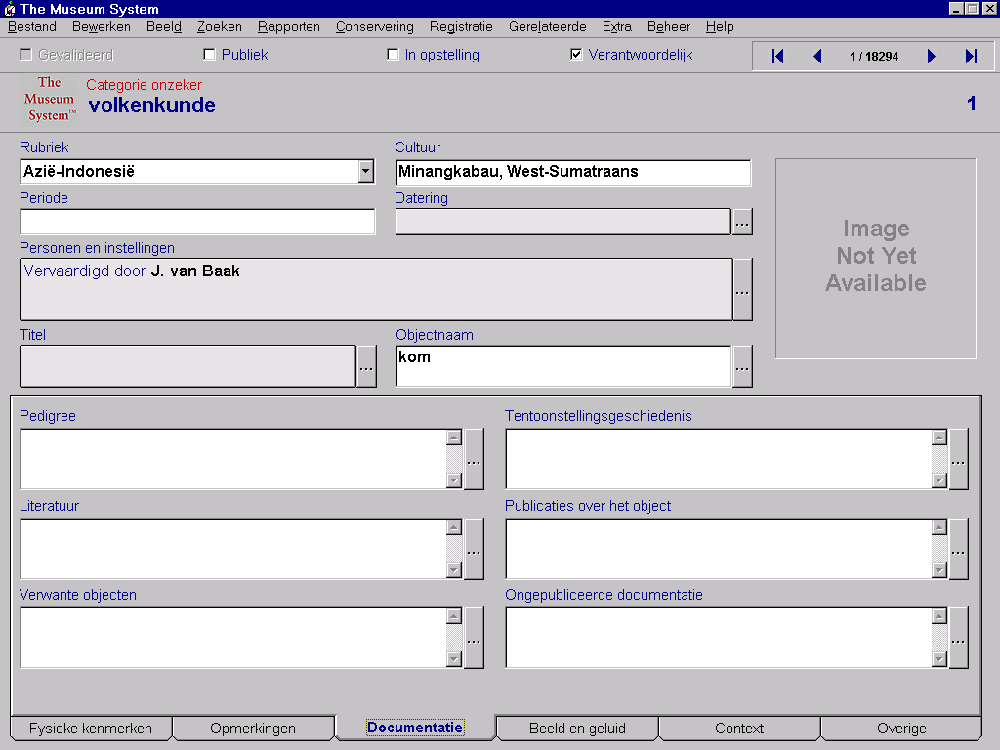 The Museum System
Bestand Bewerken Beeld Zoeken Rapporten Conservering Registratie Gerelateerde Extra Beheer Help
Gevalideerd Publiek In opstelling Verantwoordelijk 1 / 18294
The Museum System™
Categorie onzeker
volkenkunde 1
Rubriek Cultuur
Azië-Indonesië Minangkabau, West-Sumatraans
Periode Datering
...
Personen en instellingen
Vervaardigd door J. van Baak
...
Image
Not Yet
Available
Titel Objectnaam
kom
... ...
Pedigree Tentoonstellingsgeschiedenis
... ...
Literatuur Publicaties over het object
... ...
Verwante objecten Ongepubliceerde documentatie
... ...
Fysieke kenmerken Opmerkingen Documentatie Beeld en geluid Context Overige